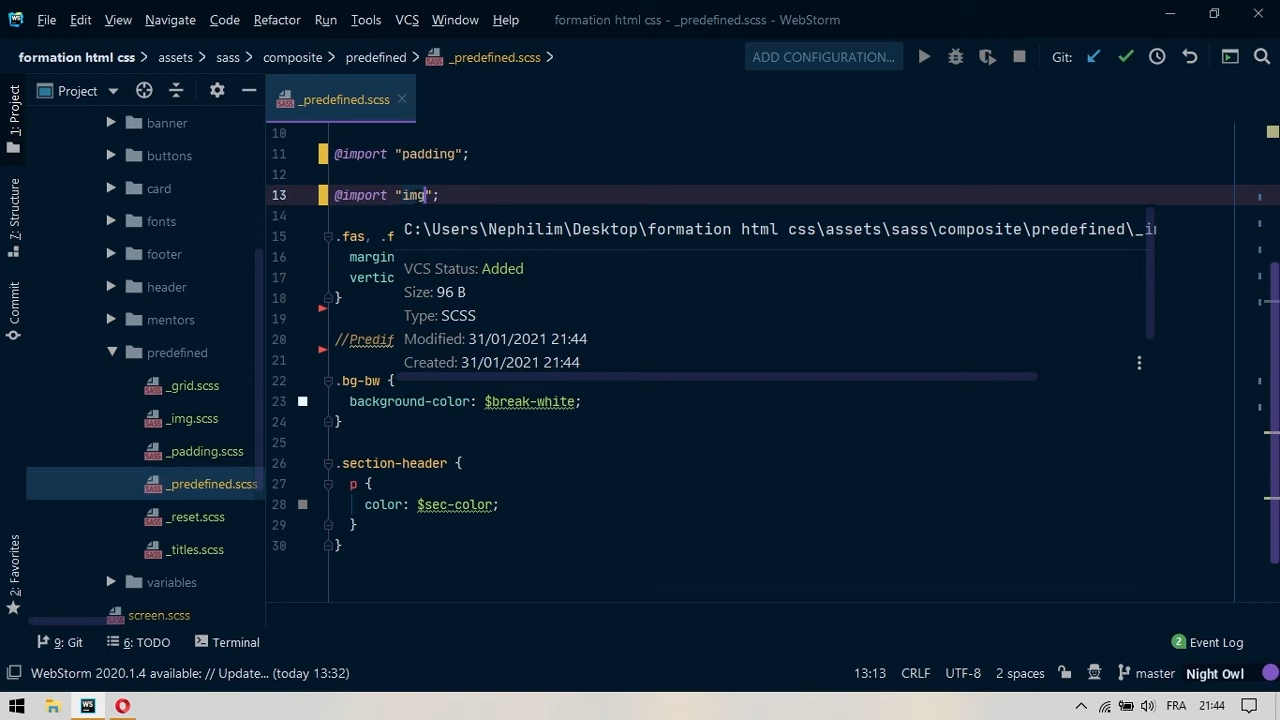 WS File Edit View Navigate Code Refactor Run Tools VCS Window Help formation html css - _predefined.scss - WebStorm
formation html css assets sass composite predefined _predefined.scss ADD CONFIGURATION... Git:
1: Project
7: Structure
Commit
2: Favorites
Project
banner
buttons
card
fonts
footer
header
mentors
predefined
_grid.scss
_img.scss
_padding.scss
_predefined.scss
_reset.scss
_titles.scss
variables
screen.scss
_predefined.scss
10
11 @import "padding";
12
13 @import "img";
14
15 .fas, .f
16 margin
17 vertic
18 }
19
20 //Predif
21
22 .bg-bw {
23 background-color: $break-white;
24 }
25
26 .section-header {
27 p {
28 color: $sec-color;
29 }
30 }
C:\Users\Nephilim\Desktop\formation html css\assets\sass\composite\predefined\_i
VCS Status: Added
Size: 96 B
Type: SCSS
Modified: 31/01/2021 21:44
Created: 31/01/2021 21:44
9: Git 6: TODO Terminal 2 Event Log
WebStorm 2020.1.4 available: // Update... (today 13:32) 13:13 CRLF UTF-8 2 spaces master Night Owl
WS FRA 21:44